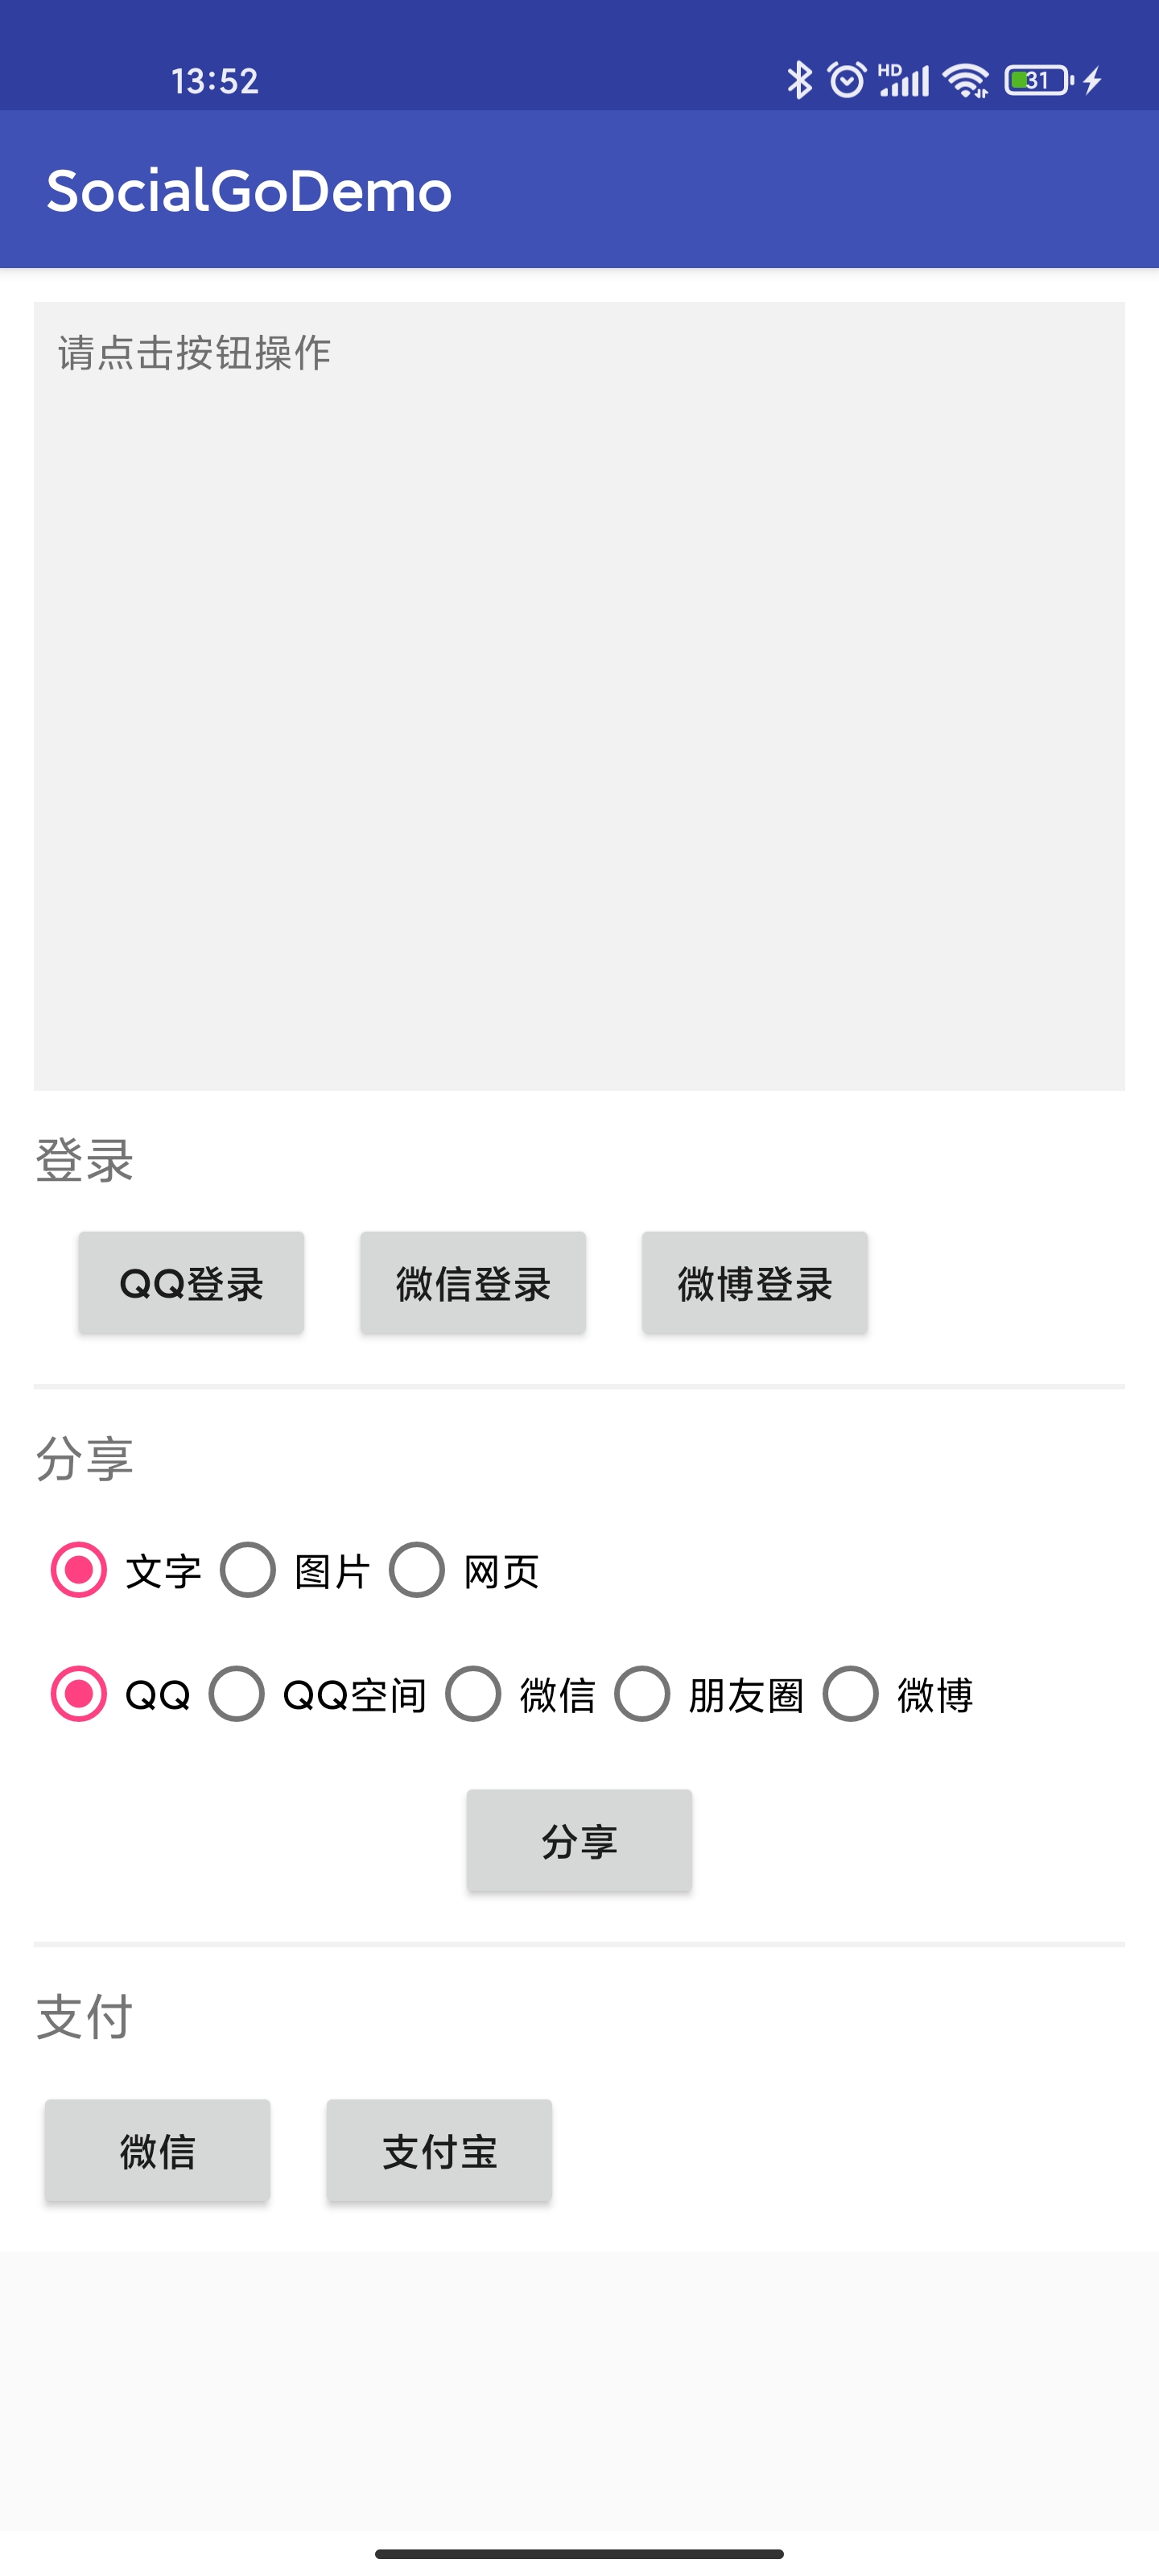 13:52 HD 31
SocialGoDemo
请点击按钮操作
登录
QQ登录 微信登录 微博登录
分享
文字 图片 网页
QQ QQ空间 微信 朋友圈 微博
分享
支付
微信 支付宝